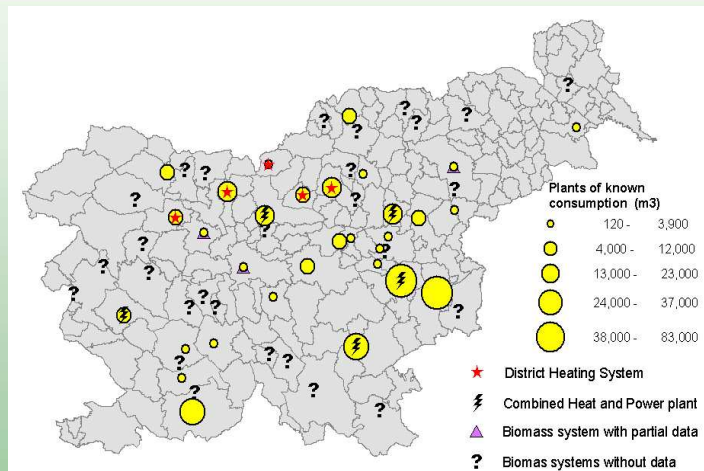 Plants of known
consumption (m3)
120 - 3,900
4,000 - 12,000
13,000 - 23,000
24,000 - 37,000
38,000 - 83,000
District Heating System
Combined Heat and Power plant
Biomass system with partial data
? Biomas systems without data